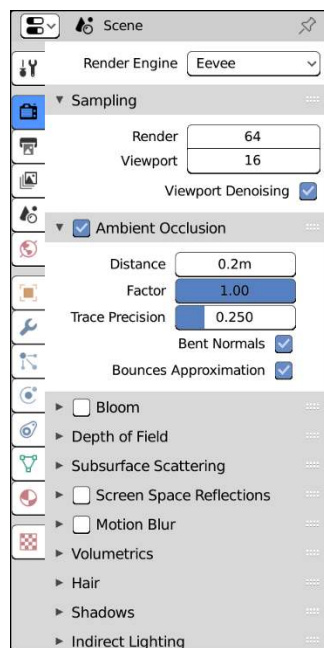 Scene
Render Engine Eevee
Sampling
Render 64
Viewport 16
Viewport Denoising
Ambient Occlusion
Distance 0.2m
Factor 1.00
Trace Precision 0.250
Bent Normals
Bounces Approximation
Bloom
Depth of Field
Subsurface Scattering
Screen Space Reflections
Motion Blur
Volumetrics
Hair
Shadows
Indirect Lighting